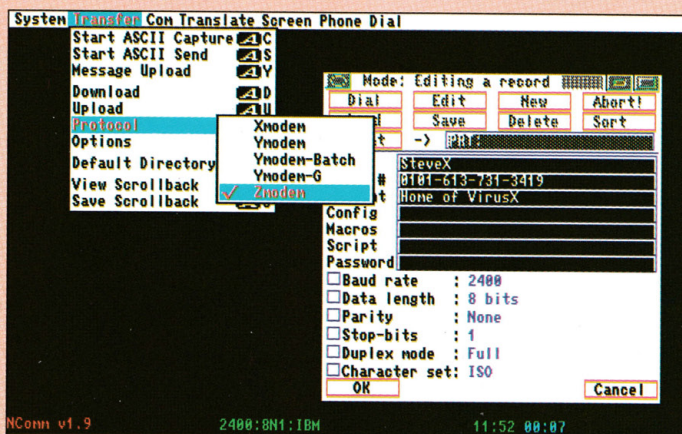 System Transfer Com Translate Screen Phone Dial
Start ASCII Capture A C
Start ASCII Send A S
Message Upload A Y
Download A D
Upload A U
Protocol
Options
Default Directory
View Scrollback
Save Scrollback
Xmodem
Ymodem
Ymodem-Batch
Ymodem-G
✓ Zmodem
Mode: Editing a record
Dial Edit New Abort!
Save Delete Sort
t ->
SteveX
# 0101-613-731-3419
nt Home of VirusX
Config
Macros
Script
Password
Baud rate : 2400
Data length : 8 bits
Parity : None
Stop-bits : 1
Duplex mode : Full
Character set: ISO
OK Cancel
NComm v1.9 2400:8N1:IBM 11:52 00:07